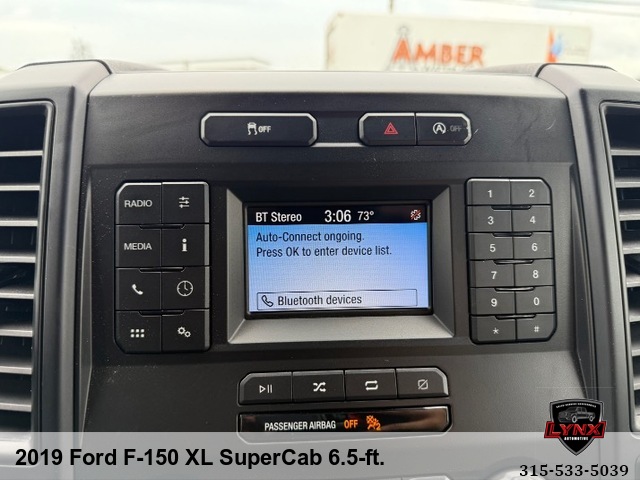 AMBER
OFF
A OFF
RADIO
MEDIA
BT Stereo 3:06 73°
Auto-Connect ongoing.
Press OK to enter device list.
Bluetooth devices
1 2
3 4
5 6
7 8
9 0
* #
PASSENGER AIRBAG OFF
2019 Ford F-150 XL SuperCab 6.5-ft.
LYNX
AUTOMOTIVE
315-533-5039